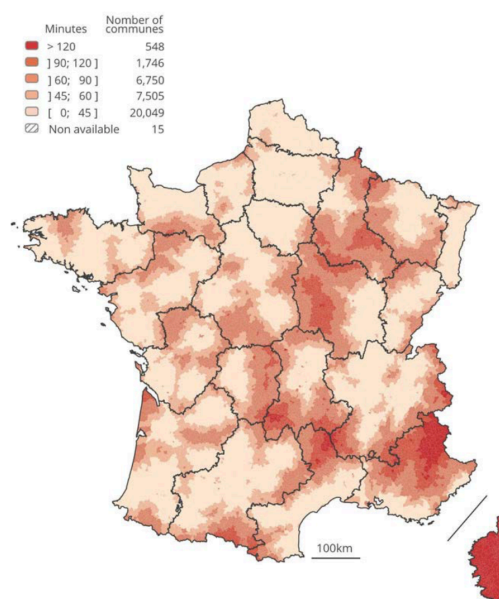 Minutes Nomber of communes
> 120 548
] 90; 120 ] 1,746
] 60; 90 ] 6,750
] 45; 60 ] 7,505
[ 0; 45 ] 20,049
Non available 15
100km